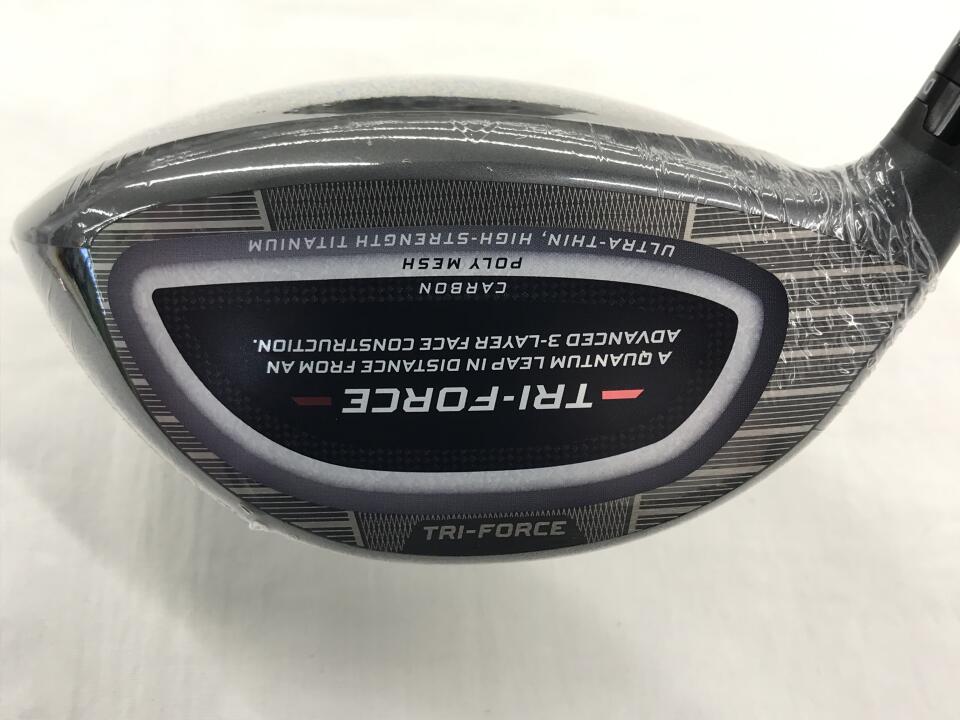 TRI-FORCE
A QUANTUM LEAP IN DISTANCE FROM AN
ADVANCED 3-LAYER FACE CONSTRUCTION.
CARBON
POLY MESH
ULTRA-THIN, HIGH-STRENGTH TITANIUM
TRI-FORCE